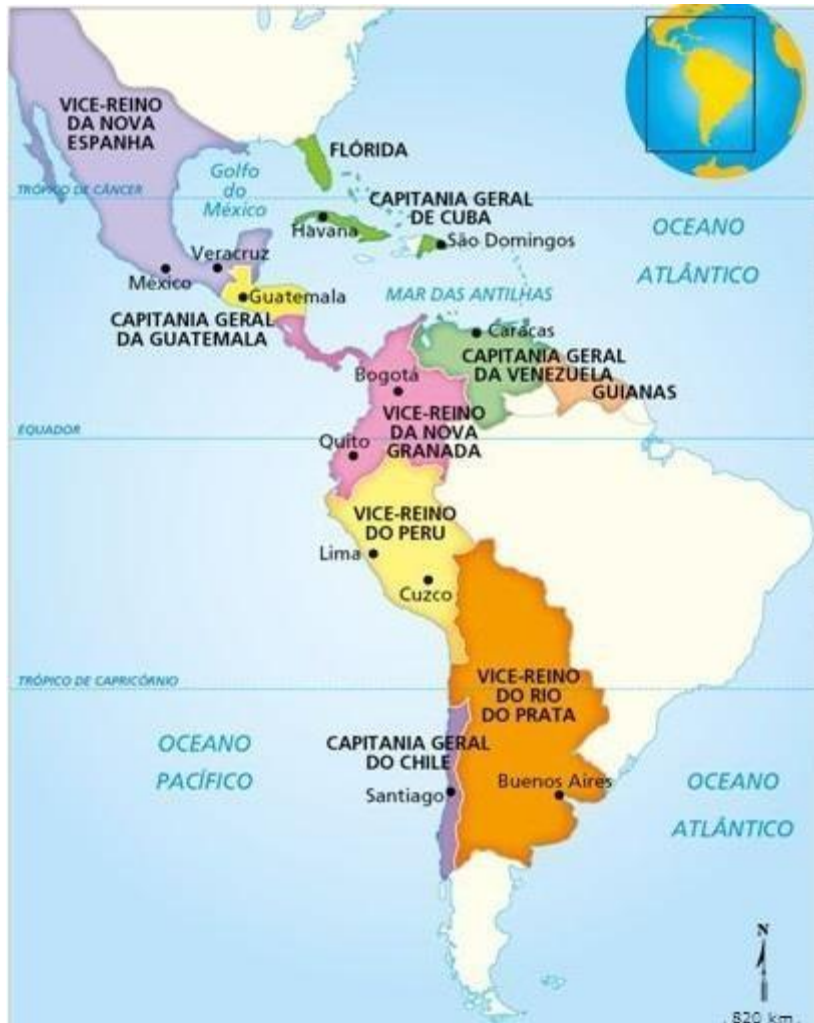 VICE-REINO
DA NOVA
ESPANHA
FLÓRIDA
Golfo
do
México
TRÓPICO DE CÂNCER
CAPITANIA GERAL
DE CUBA
Havana
São Domingos
OCEANO
ATLÂNTICO
Veracruz
México
Guatemala
MAR DAS ANTILHAS
CAPITANIA GERAL
DA GUATEMALA
Caracas
CAPITANIA GERAL
DA VENEZUELA
GUIANAS
Bogotá
VICE-REINO
DA NOVA
GRANADA
EQUADOR
Quito
VICE-REINO
DO PERU
Lima
Cuzco
TRÓPICO DE CAPRICÓRNIO
VICE-REINO
DO RIO
DO PRATA
OCEANO
PACÍFICO
CAPITANIA GERAL
DO CHILE
Santiago
Buenos Aires
OCEANO
ATLÂNTICO
N
820 km